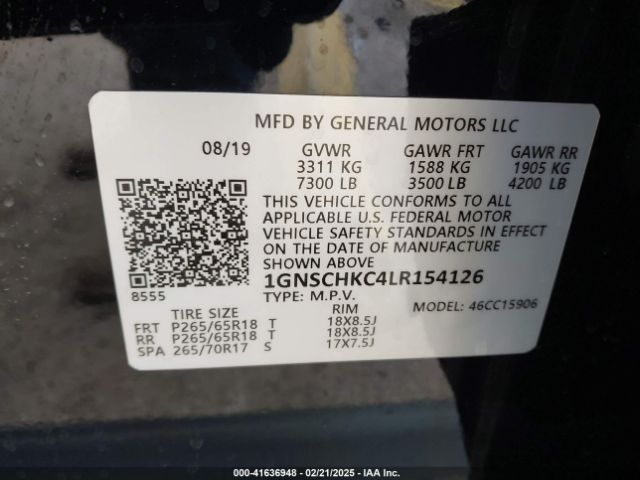 MFD BY GENERAL MOTORS LLC
08/19 GVWR GAWR FRT GAWR RR
3311 KG 1588 KG 1905 KG
7300 LB 3500 LB 4200 LB
THIS VEHICLE CONFORMS TO ALL
APPLICABLE U.S. FEDERAL MOTOR
VEHICLE SAFETY STANDARDS IN EFFECT
ON THE DATE OF MANUFACTURE
SHOWN ABOVE
1GNSCHKC4LR154126
8555 TYPE: M.P.V. MODEL: 46CC15906
TIRE SIZE RIM
FRT P265/65R18 T 18X8.5J
RR P265/65R18 T 18X8.5J
SPA 265/70R17 S 17X7.5J
© - 41636948 - 02/21/2025 - IAAI.com